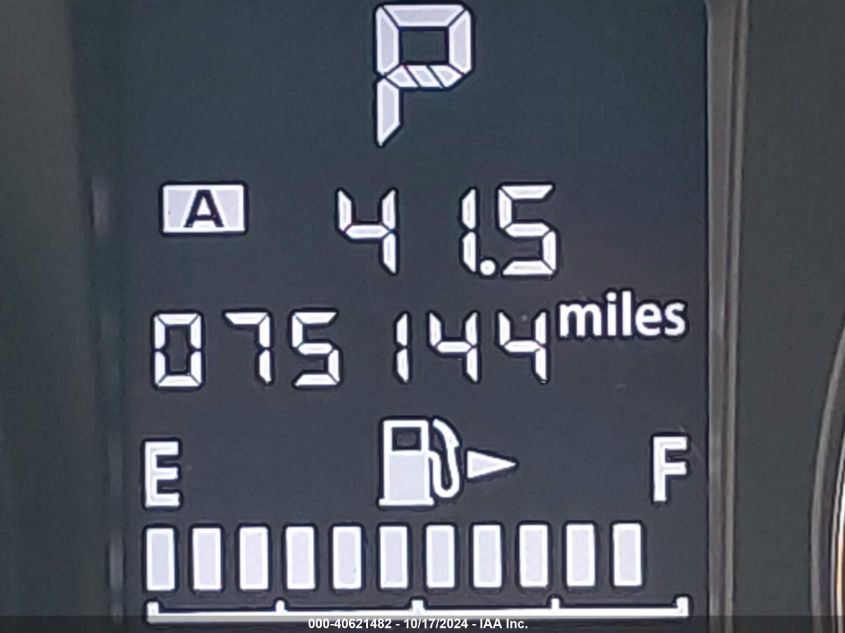 P
A 41.5
075144 miles
E F
000-40621482 - 10/17/2024 - IAA Inc.